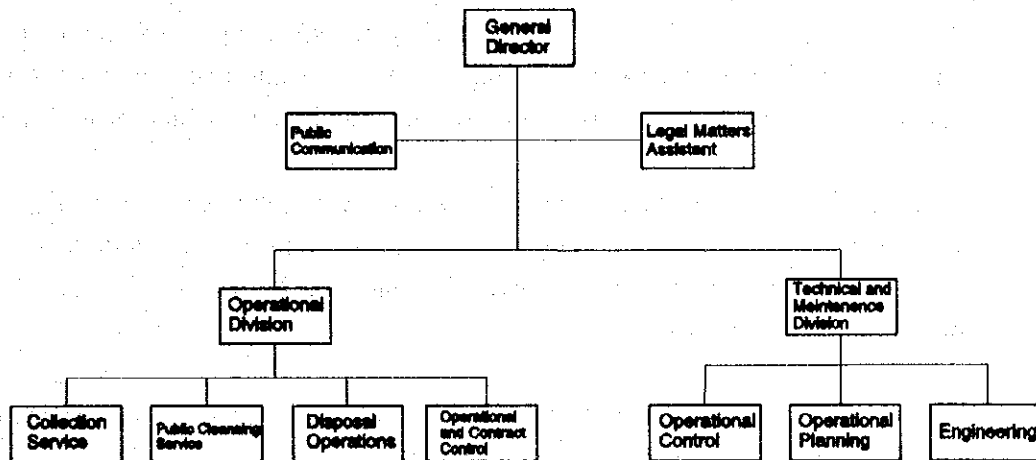 General
Director
Public
Communication
Legal Matters
Assistant
Operational
Division
Technical and
Meintenence
Division
Collection
Service
Public Cleansing
Service
Disposal
Operations
Operational
and Contract
Control
Operational
Control
Operational
Planning
Engineering